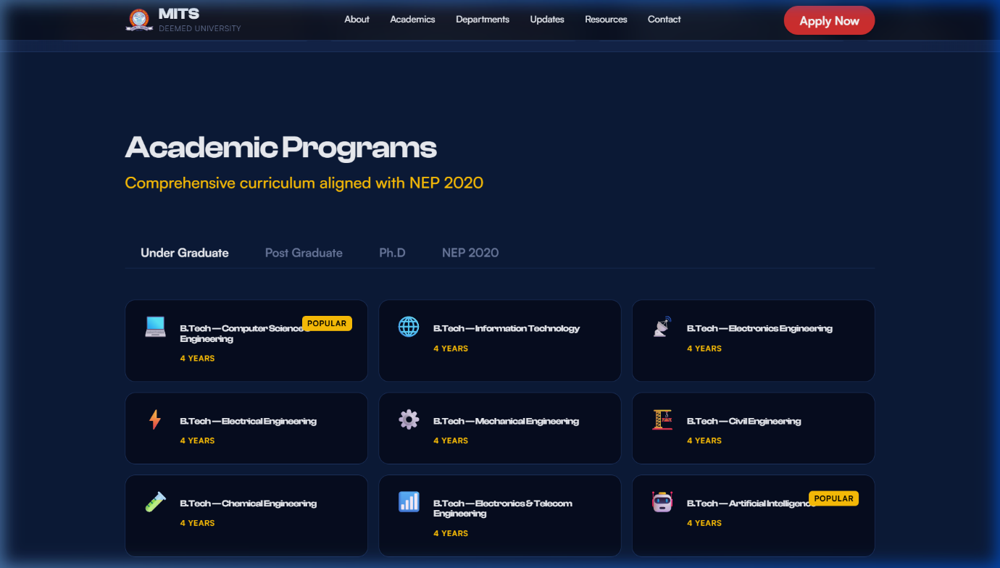 MITS
DEEMED UNIVERSITY
About
Academics
Departments
Updates
Resources
Contact
Apply Now
Academic Programs
Comprehensive curriculum aligned with NEP 2020
Under Graduate
Post Graduate
Ph.D
NEP 2020
B.Tech — Computer Science
Engineering
POPULAR
4 YEARS
B.Tech — Information Technology
4 YEARS
B.Tech — Electronics Engineering
4 YEARS
B.Tech — Electrical Engineering
4 YEARS
B.Tech — Mechanical Engineering
4 YEARS
B.Tech — Civil Engineering
4 YEARS
B.Tech — Chemical Engineering
4 YEARS
B.Tech — Electronics & Telecom
Engineering
4 YEARS
B.Tech — Artificial Intelligence
POPULAR
4 YEARS